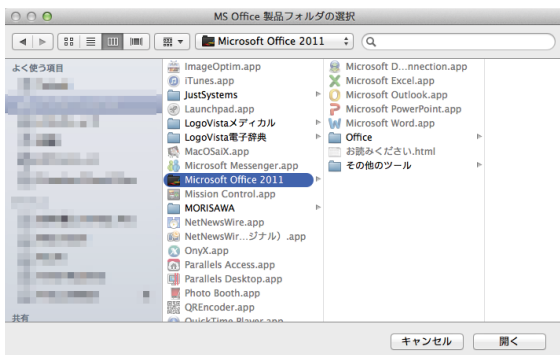 MS Office 製品フォルダの選択
Microsoft Office 2011
よく使う項目
共有
ImageOptim.app
iTunes.app
JustSystems
Launchpad.app
LogoVistaメディカル
LogoVista電子辞典
MacOSaiX.app
Microsoft Messenger.app
Microsoft Office 2011
Mission Control.app
MORISAWA
NetNewsWire.app
NetNewsWir...ジナル）.app
OnyX.app
Parallels Access.app
Parallels Desktop.app
Photo Booth.app
QREncoder.app
QuickTime Player.app
Microsoft D...nnection.app
Microsoft Excel.app
Microsoft Outlook.app
Microsoft PowerPoint.app
Microsoft Word.app
Office
お読みください.html
その他のツール
キャンセル
開く